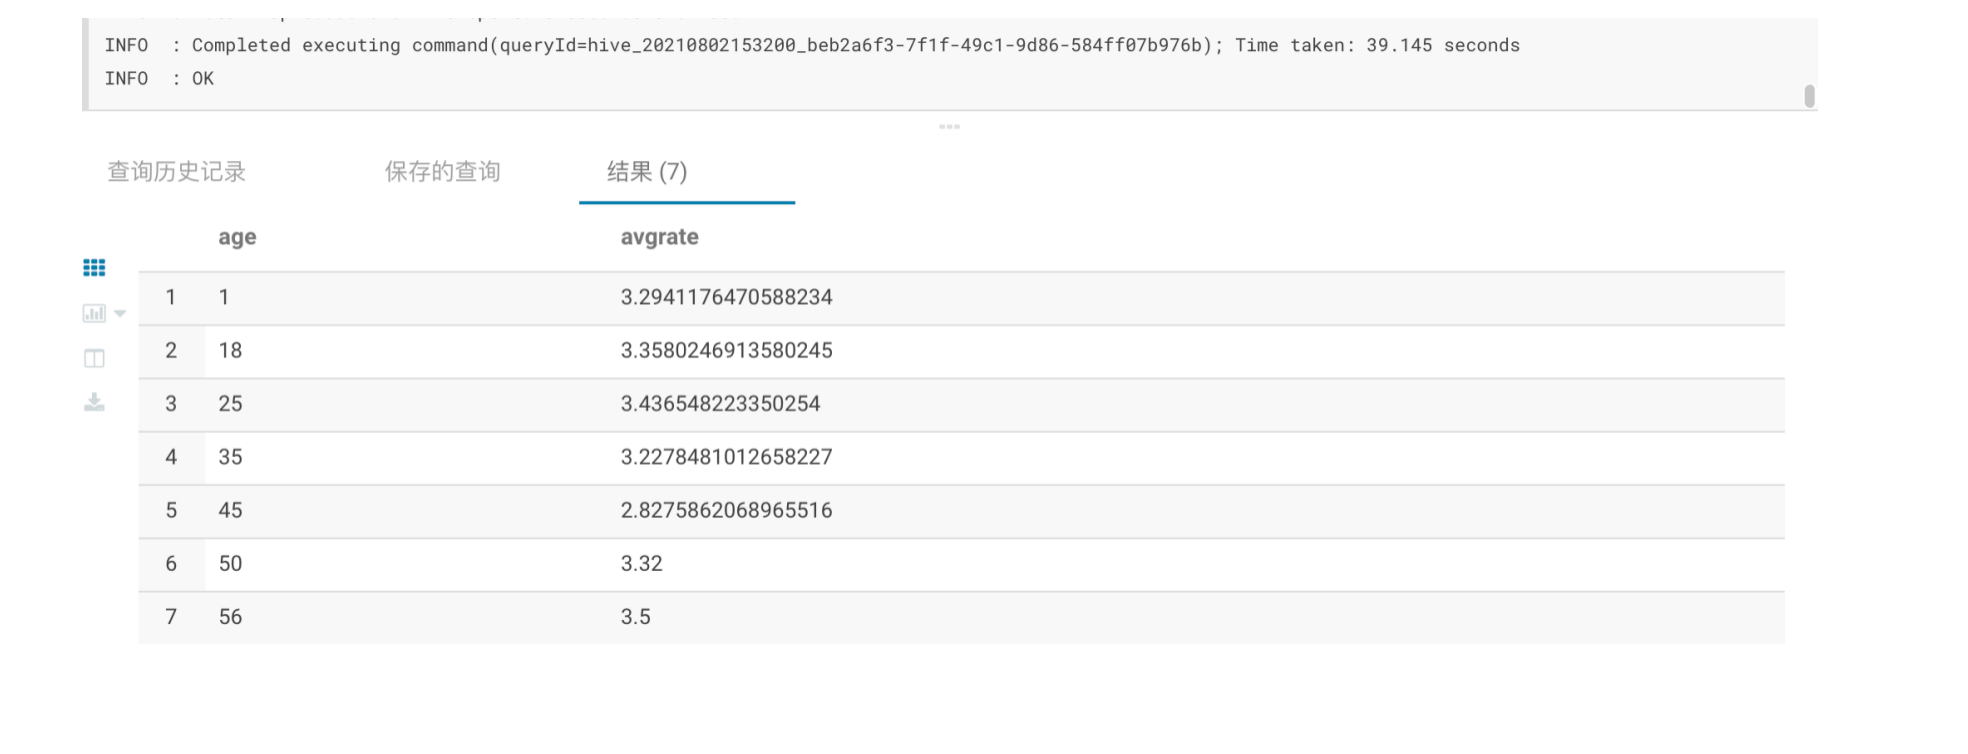 INFO  : Completed executing command(queryId=hive_20210802153200_beb2a6f3-7f1f-49c1-9d86-584ff07b976b); Time taken: 39.145 seconds
INFO  : OK
查询历史记录 保存的查询 结果 (7)
age avgrate
1 1 3.2941176470588234
2 18 3.3580246913580245
3 25 3.436548223350254
4 35 3.2278481012658227
5 45 2.8275862068965516
6 50 3.32
7 56 3.5